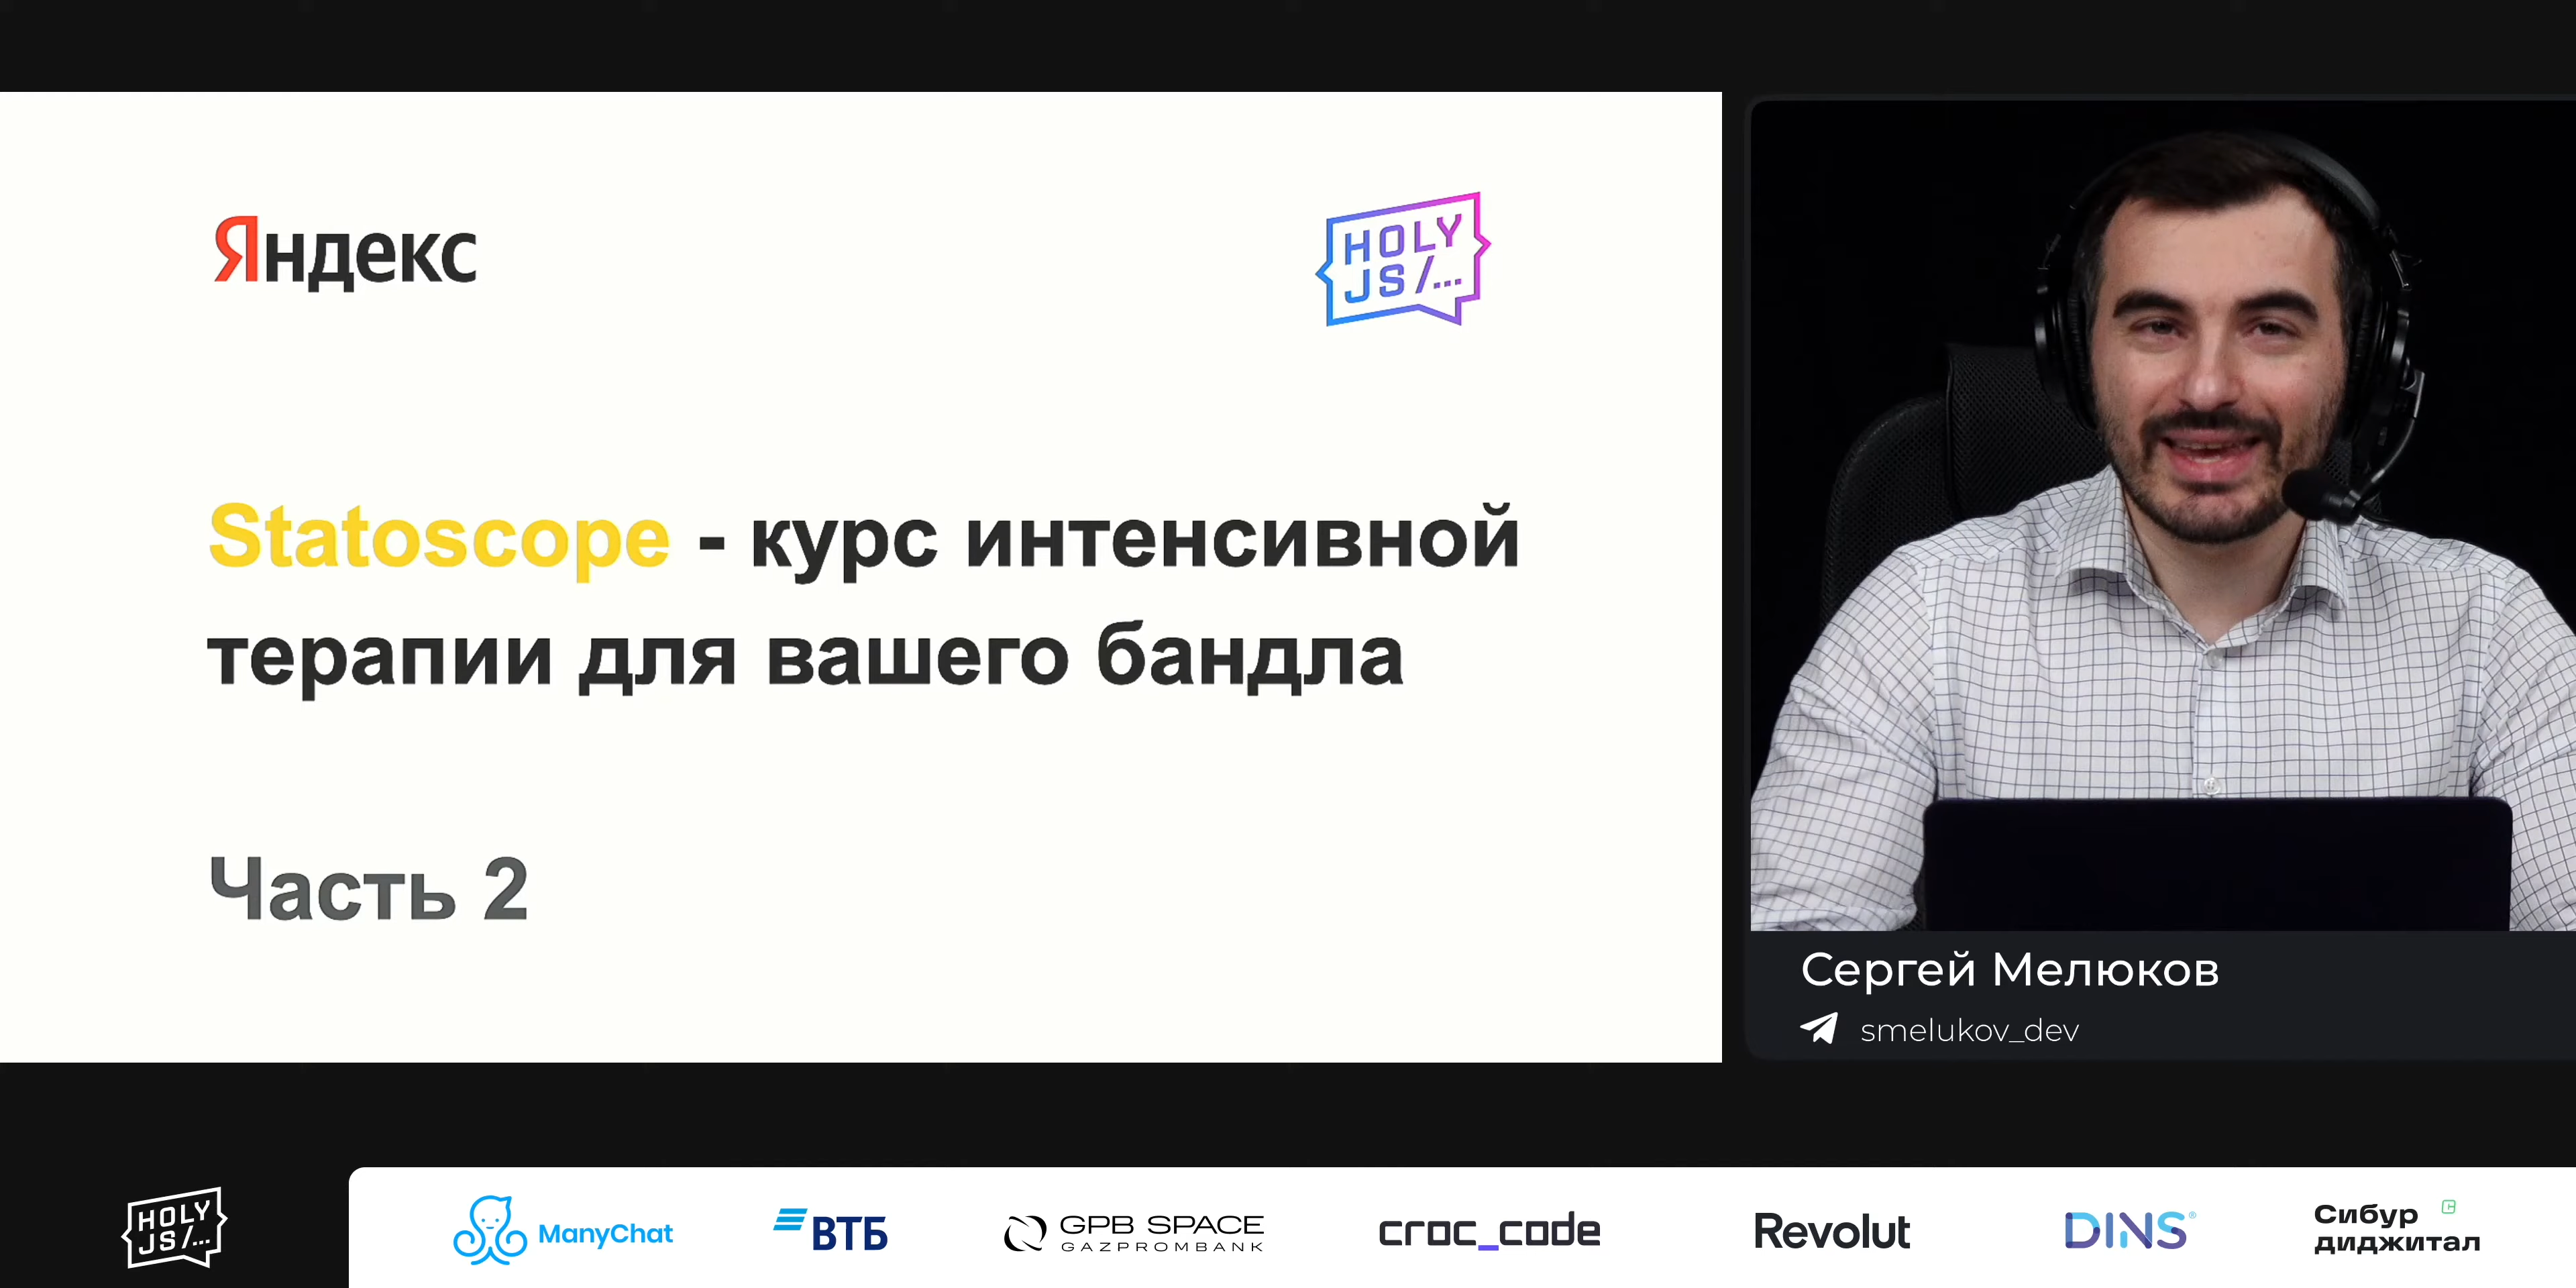 Яндекс
HOLY
JS/...
Statoscope - курс интенсивной
терапии для вашего бандла
Часть 2
Сергей Мелюков
smelukov_dev
HOLY
JS/...
ManyChat
ВТБ
GPB SPACE
GAZPROMBANK
croc_code
Revolut
DINS®
Сибур
диджитал